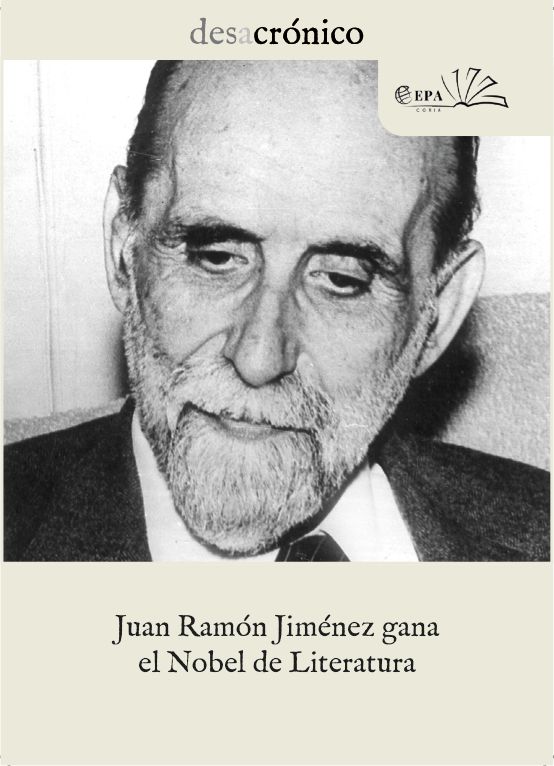 desacrónico
EPA
CORIA
Juan Ramón Jiménez gana
el Nobel de Literatura